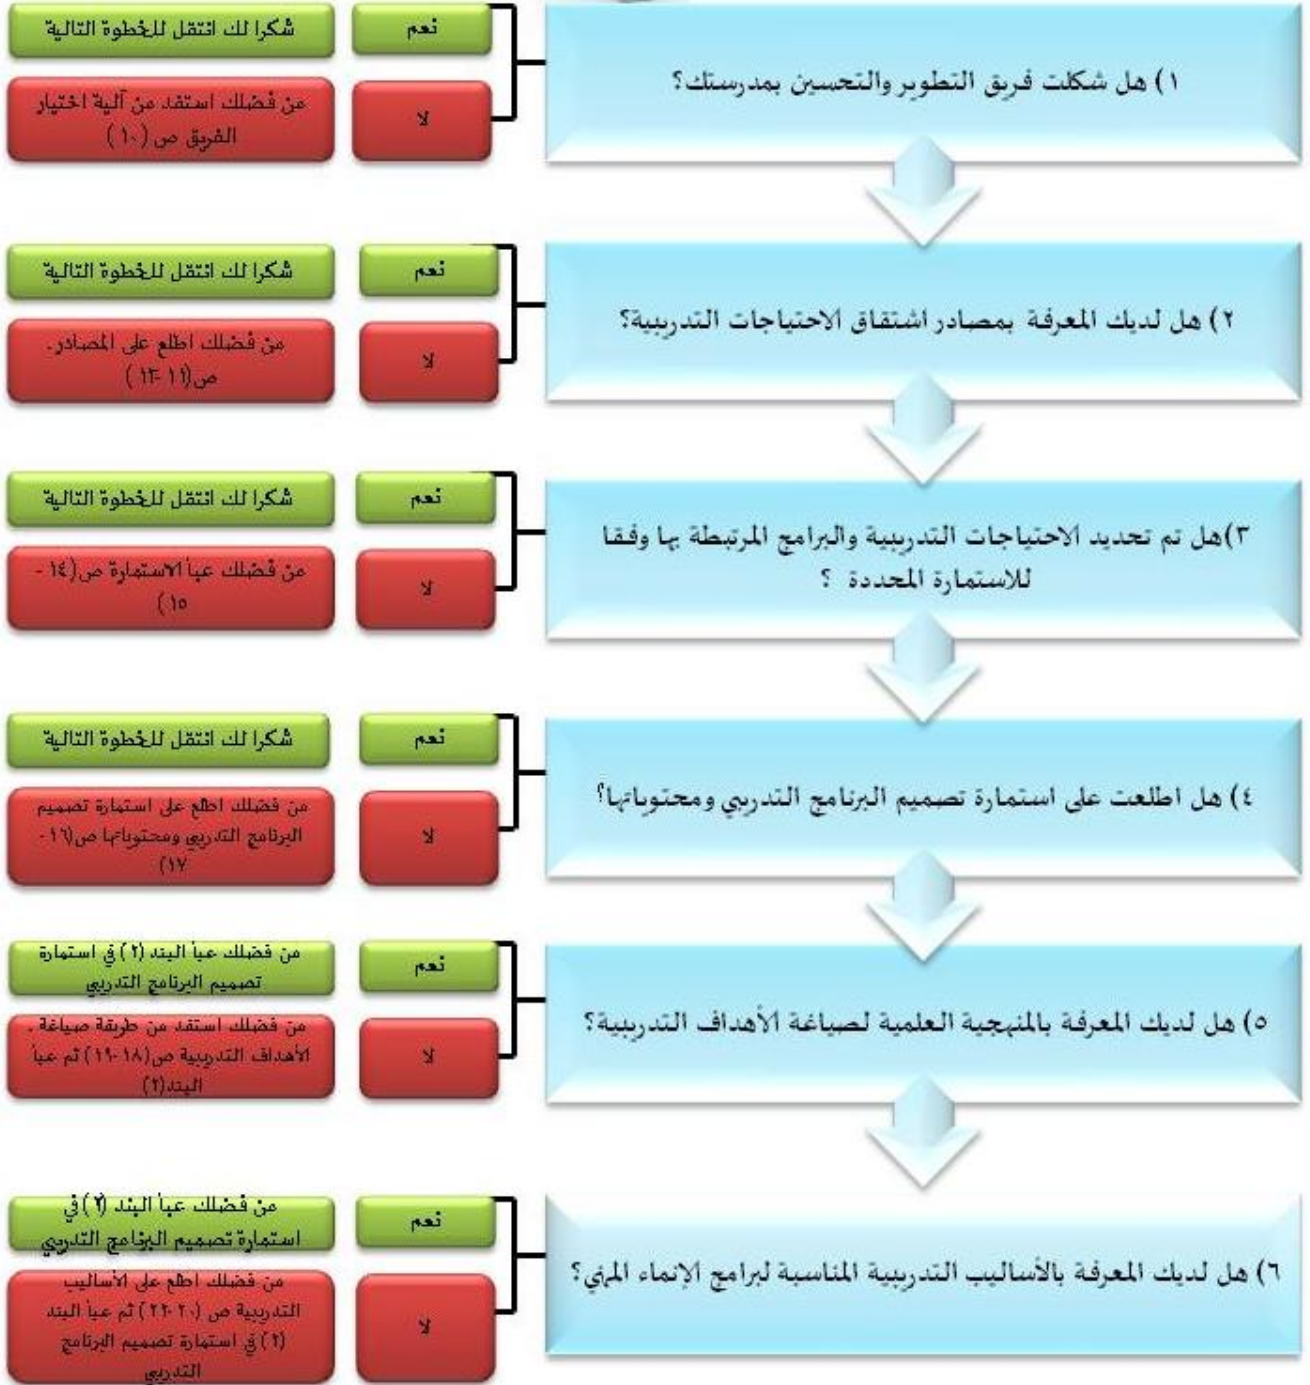 ١) هل شكلت فريق التطوير والتحسين بمدرستك؟
نعم
شكرا لك انتقل للخطوة التالية
لا
من فضلك استفد من آلية اختيار
الفريق ص (١٠)
٢) هل لديك المعرفة بمصادر اشتقاق الاحتياجات التدريبية؟
نعم
شكرا لك انتقل للخطوة التالية
لا
من فضلك اطلع على المصادر.
ص(١١-١٣)
٣)هل تم تحديد الاحتياجات التدريبية والبرامج المرتبطة بها وفقا
للاستمارة المحددة ؟
نعم
شكرا لك انتقل للخطوة التالية
لا
من فضلك عبأ الاستمارة ص(١٤ -
١٥)
٤) هل اطلعت على استمارة تصميم البرنامج التدريبي ومحتوياتها؟
نعم
شكرا لك انتقل للخطوة التالية
لا
من فضلك اطلع على استمارة تصميم
البرنامج التدريبي ومحتوياتها ص(١٦-
١٧)
٥) هل لديك المعرفة بالمنهجية العلمية لصياغة الأهداف التدريبية؟
نعم
من فضلك عبأ البند (٢) في استمارة
تصميم البرنامج التدريبي
لا
من فضلك استفد من طريقة صياغة .
الأهداف التدريبية ص(١٨-١٩) ثم عبأ
البند(٢)
٦) هل لديك المعرفة بالأساليب التدريبية المناسبة لبرامج الإنماء المهني؟
نعم
من فضلك عبأ البند في
استمارة تصميم البرنامج التدريبي
لا
من فضلك اطلع على الأساليب
التدريبية ص (٢٠-٢٢) ثم عبأ البند
في استمارة تصميم البرنامج
التدريبي